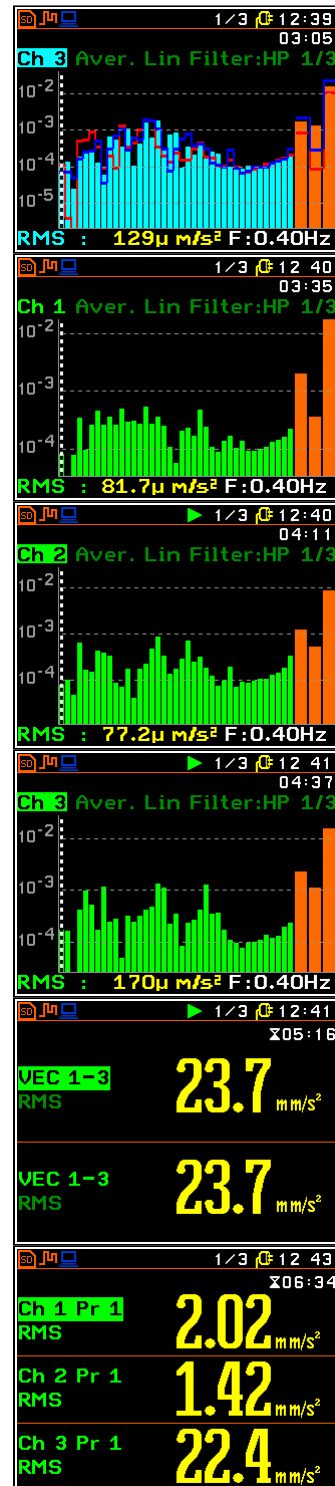 1/3 12:39
03:05
Ch 3 Aver. Lin Filter:HP 1/3
10-2
10-3
10-4
10-5
RMS : 129µ m/s² F:0.40Hz
1/3 12 40
03:35
Ch 1 Aver. Lin Filter:HP 1/3
10-2
10-3
10-4
RMS : 81.7µ m/s² F:0.40Hz
1/3 12:40
04:11
Ch 2 Aver. Lin Filter:HP 1/3
10-2
10-3
10-4
RMS : 77.2µ m/s² F:0.40Hz
1/3 12 41
04:37
Ch 3 Aver. Lin Filter:HP 1/3
10-2
10-3
10-4
RMS : 170µ m/s² F:0.40Hz
1/3 12:41
05:16
VEC 1-3 23.7 mm/s²
RMS
VEC 1-3 23.7 mm/s²
RMS
1/3 12 43
06:34
Ch 1 Pr 1 2.02 mm/s²
RMS
Ch 2 Pr 1 1.42 mm/s²
RMS
Ch 3 Pr 1 22.4 mm/s²
RMS